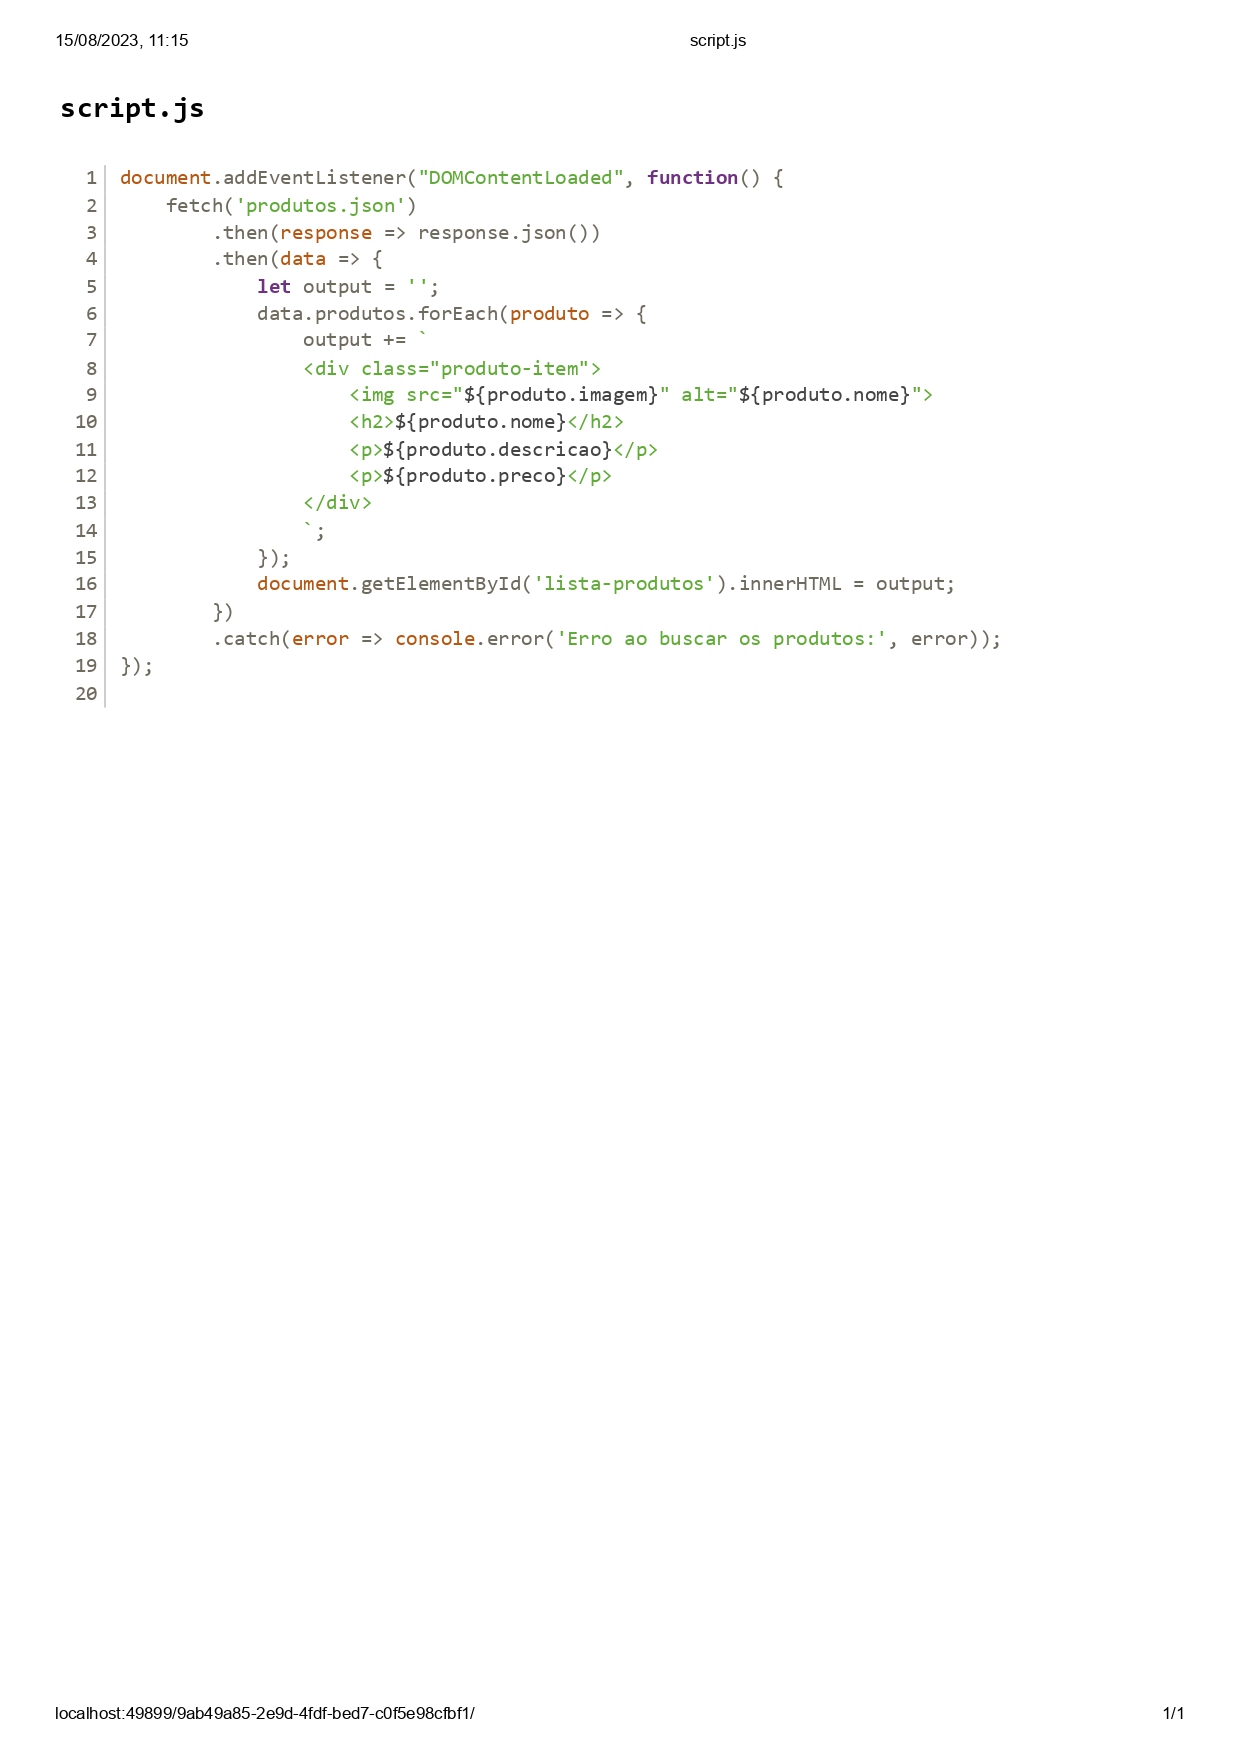 15/08/2023, 11:15 script.js
script.js
1 document.addEventListener("DOMContentLoaded", function() {
2     fetch('produtos.json')
3         .then(response => response.json())
4         .then(data => {
5             let output = '';
6             data.produtos.forEach(produto => {
7                 output += `
8                 <div class="produto-item">
9                     <img src="${produto.imagem}" alt="${produto.nome}">
10                     <h2>${produto.nome}</h2>
11                     <p>${produto.descricao}</p>
12                     <p>${produto.preco}</p>
13                 </div>
14                 `;
15             });
16             document.getElementById('lista-produtos').innerHTML = output;
17         })
18         .catch(error => console.error('Erro ao buscar os produtos:', error));
19 });
20
localhost:49899/9ab49a85-2e9d-4fdf-bed7-c0f5e98cfbf1/ 1/1